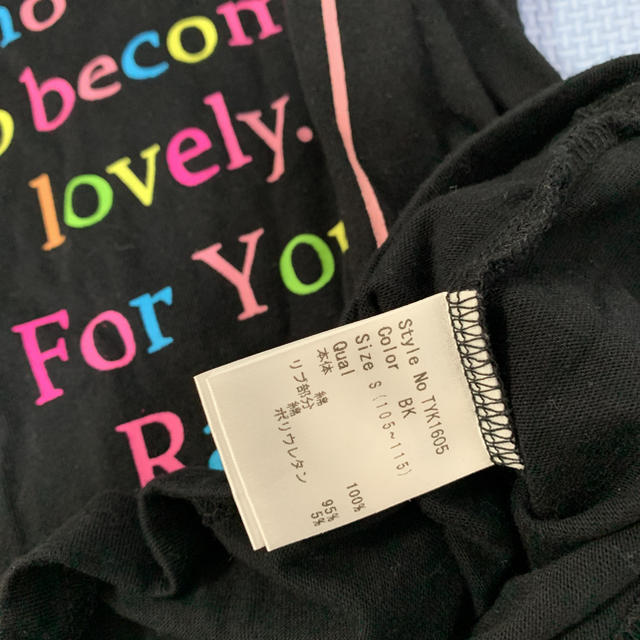 becom
lovely.
For You
Style No TYK1605
Color BK
Size S (105~115)
Qual
本体 綿 100%
リブ部分
綿 95%
ポリウレタン 5%